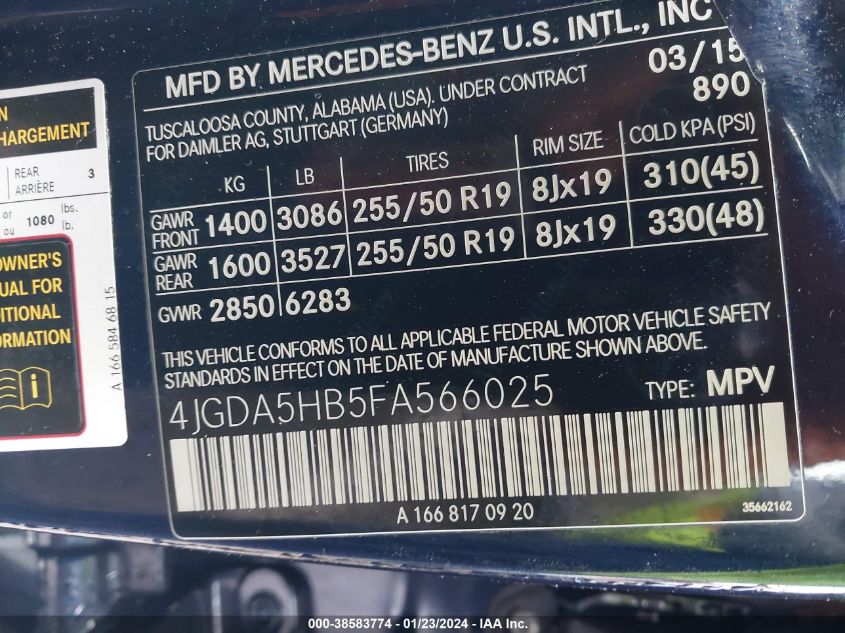 MFD BY MERCEDES-BENZ U.S. INTL., INC
03/15
TUSCALOOSA COUNTY, ALABAMA (USA). UNDER CONTRACT
890
FOR DAIMLER AG, STUTTGART (GERMANY)
KG LB TIRES RIM SIZE COLD KPA (PSI)
GAWR FRONT 1400 3086 255/50 R19 8Jx19 310(45)
GAWR REAR 1600 3527 255/50 R19 8Jx19 330(48)
GVWR 2850 6283
THIS VEHICLE CONFORMS TO ALL APPLICABLE FEDERAL MOTOR VEHICLE SAFETY
STANDARDS IN EFFECT ON THE DATE OF MANUFACTURE SHOWN ABOVE.
4JGDA5HB5FA566025 TYPE: MPV
A 166 817 09 20
35662162
N
CHARGEMENT
REAR 3
ARRIÈRE
or 1080 lbs.
ou lb.
OWNER'S
UAL FOR
DITIONAL
ORMATION
A 166 584 68 15
000-38583774 - 01/23/2024 - IAA Inc.